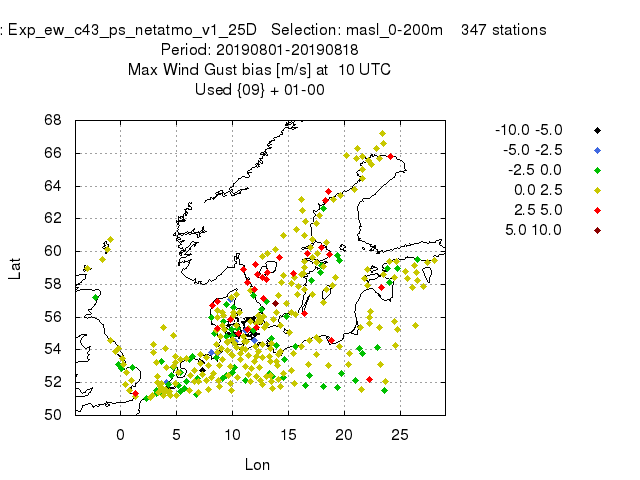 : Exp_ew_c43_ps_netatmo_v1_25D Selection: masl_0-200m 347 stations
Period: 20190801-20190818
Max Wind Gust bias [m/s] at 10 UTC
Used {09} + 01-00
68
66
64
62
60
58
56
54
52
50
Lat
0 5 10 15 20 25
Lon
-10.0 -5.0
-5.0 -2.5
-2.5 0.0
0.0 2.5
2.5 5.0
5.0 10.0